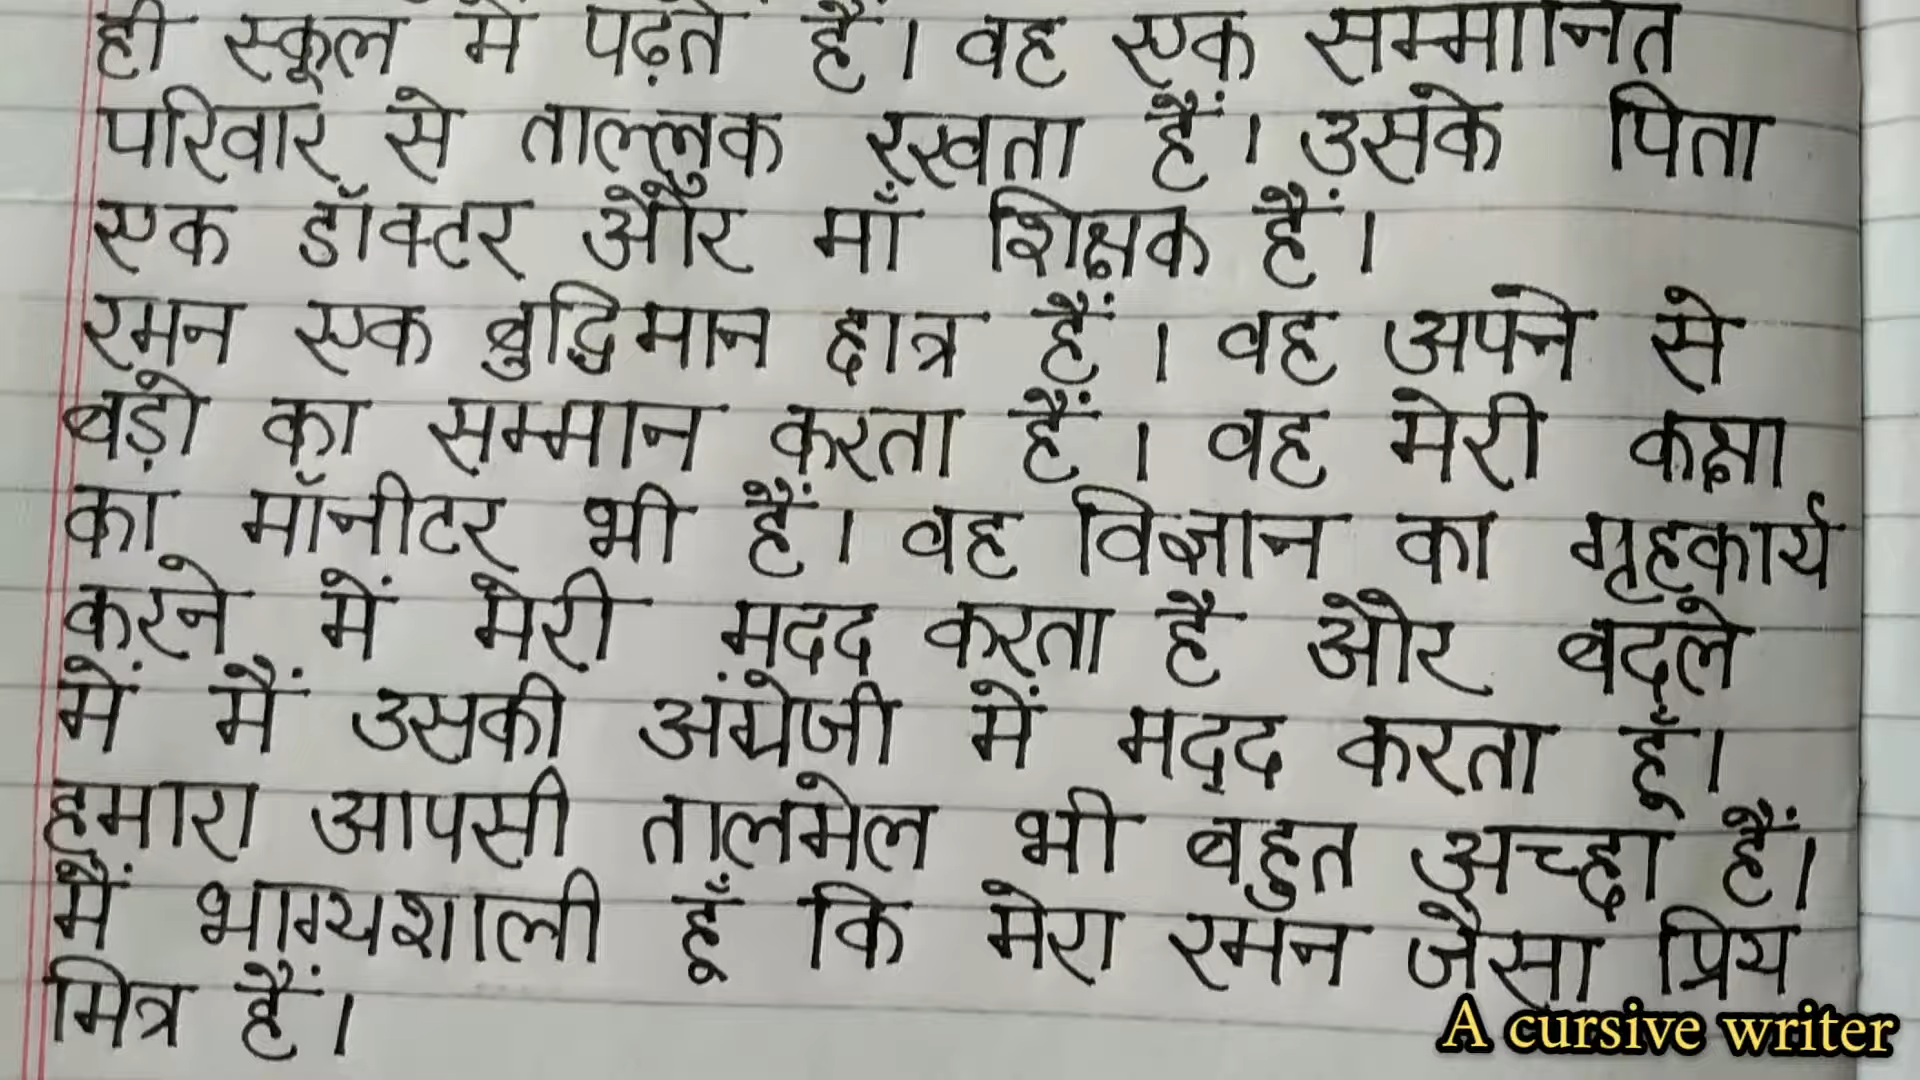 ही स्कूल में पढ़ते हैं। वह एक सम्मानित
परिवार से ताल्लुक रखता हैं। उसके पिता
एक डॉक्टर और माँ शिक्षक हैं।
रमन एक बुद्धिमान छात्र हैं। वह अपने से
बड़ो का सम्मान करता हैं। वह मेरी कक्षा
का मॉनीटर भी हैं। वह विज्ञान का गृहकार्य
करने में मेरी मदद करता है और बदले
में मैं उसकी अंग्रेजी में मदद करता हूँ।
हमारा आपसी तालमेल भी बहुत अच्छा हैं।
मैं भाग्यशाली हूँ कि मेरा रमन जैसा प्रिय
मित्र हैं।
A cursive writer